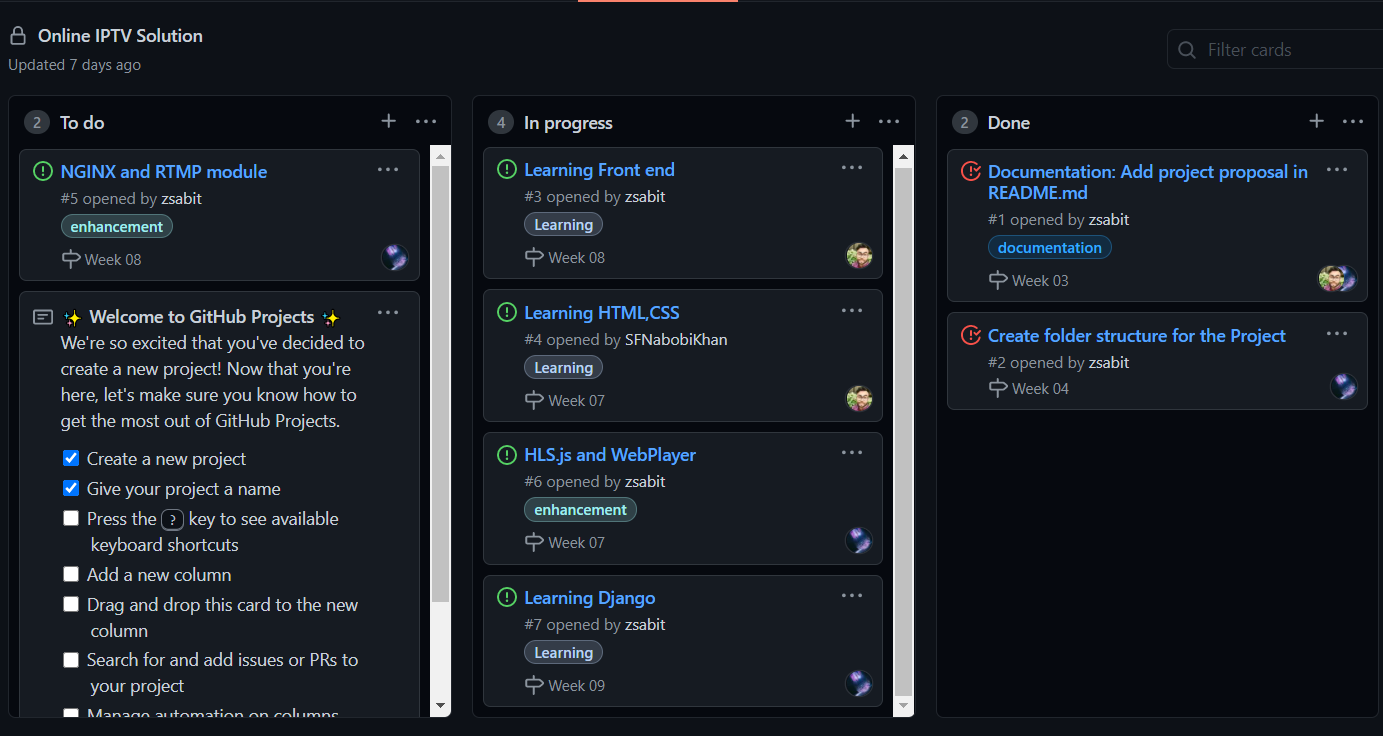 Online IPTV Solution
Updated 7 days ago
Filter cards
2 To do
NGINX and RTMP module
#5 opened by zsabit
enhancement
Week 08
✨ Welcome to GitHub Projects ✨
We're so excited that you've decided to
create a new project! Now that you're
here, let's make sure you know how to
get the most out of GitHub Projects.
Create a new project
Give your project a name
Press the ? key to see available
keyboard shortcuts
Add a new column
Drag and drop this card to the new
column
Search for and add issues or PRs to
your project
Manage automation on columns
4 In progress
Learning Front end
#3 opened by zsabit
Learning
Week 08
Learning HTML,CSS
#4 opened by SFNabobiKhan
Learning
Week 07
HLS.js and WebPlayer
#6 opened by zsabit
enhancement
Week 07
Learning Django
#7 opened by zsabit
Learning
Week 09
2 Done
Documentation: Add project proposal in
README.md
#1 opened by zsabit
documentation
Week 03
Create folder structure for the Project
#2 opened by zsabit
Week 04